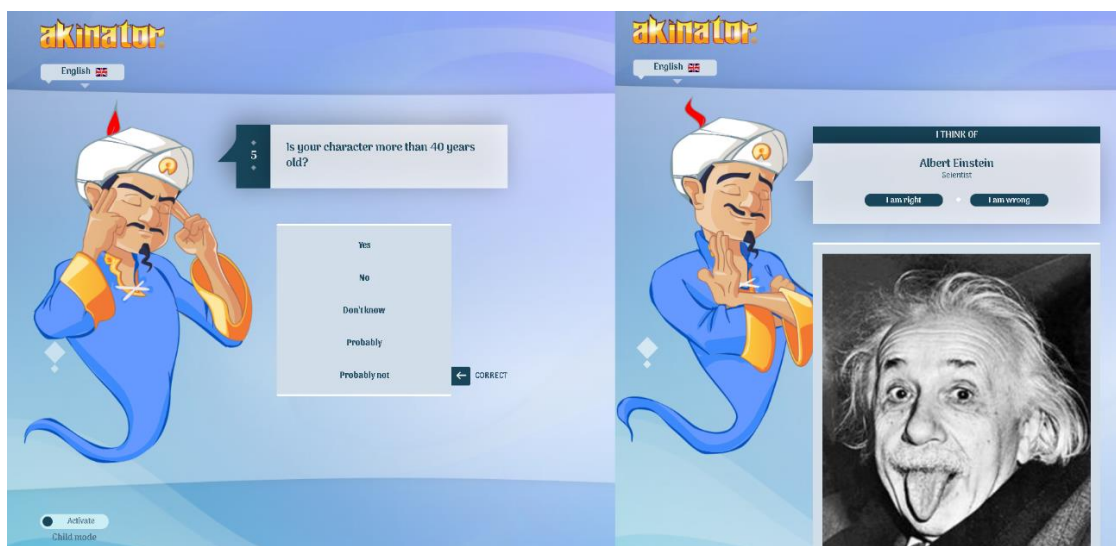 akinator
English
5
Is your character more than 40 years
old?
Yes
No
Don't know
Probably
Probably not
CORRECT
Activate
Child mode
akinator
English
I THINK OF
Albert Einstein
Scientist
I am right
I am wrong